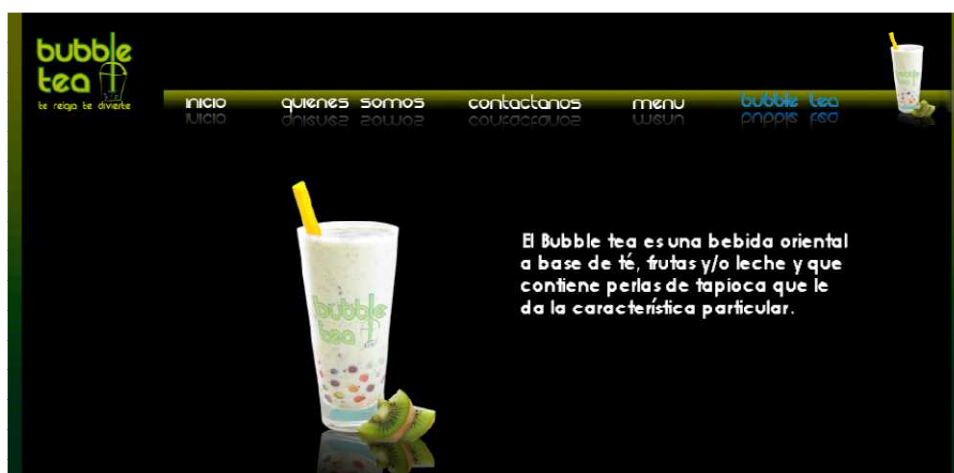 bubble
tea
te relaja te divierte
inicio
quienes somos
contactanos
menu
bubble tea
bubble
tea
El Bubble tea es una bebida oriental
a base de té, frutas y/o leche y que
contiene perlas de tapioca que le
da la característica particular.